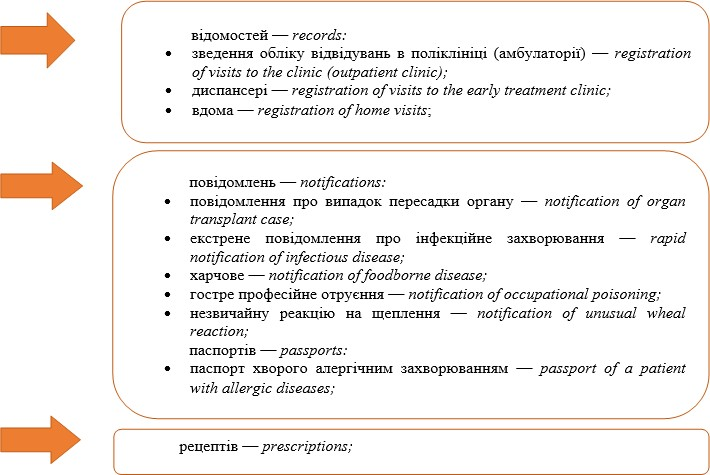 відомостей — records:
• зведення обліку відвідувань в поліклініці (амбулаторії) — registration
of visits to the clinic (outpatient clinic);
• диспансері — registration of visits to the early treatment clinic;
• вдома — registration of home visits;
повідомлень — notifications:
• повідомлення про випадок пересадки органу — notification of organ
transplant case;
• екстрене повідомлення про інфекційне захворювання — rapid
notification of infectious disease;
• харчове — notification of foodborne disease;
• гостре професійне отруєння — notification of occupational poisoning;
• незвичайну реакцію на щеплення — notification of unusual wheal
reaction;
паспортів — passports:
• паспорт хворого алергічним захворюванням — passport of a patient
with allergic diseases;
рецептів — prescriptions;